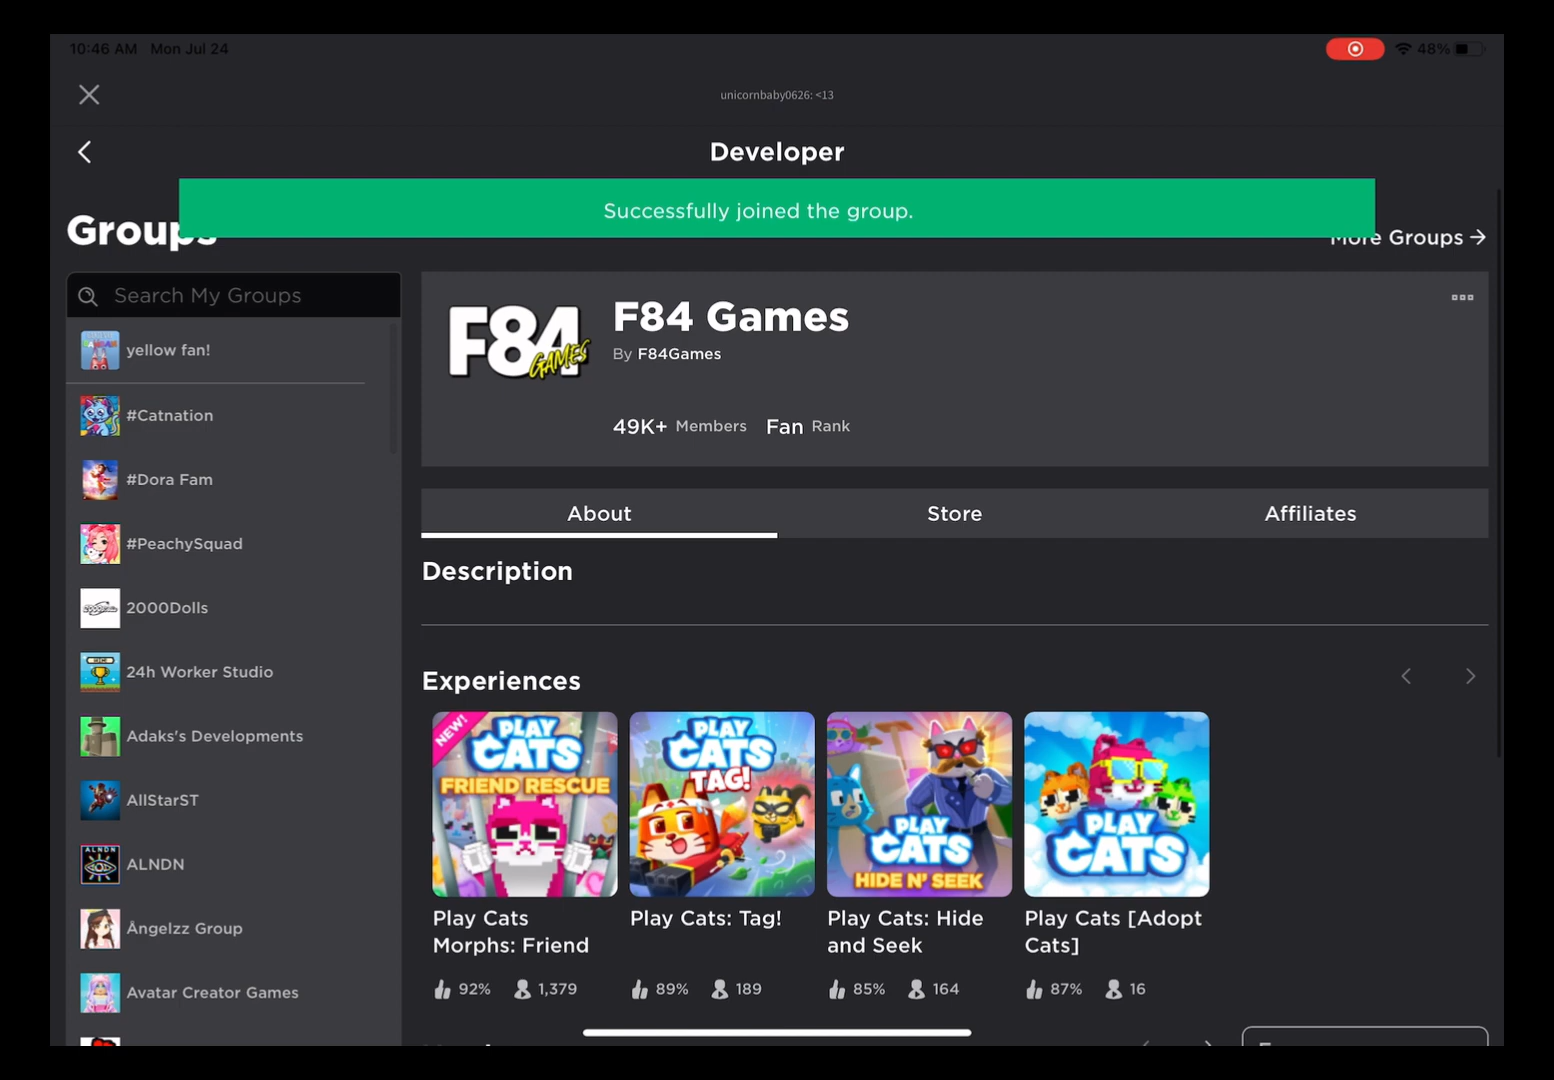 10:46 AM Mon Jul 24
48%
unicornbaby0626: <13
Developer
Successfully joined the group.
Groups
More Groups
Search My Groups
yellow fan!
#Catnation
#Dora Fam
#PeachySquad
2000Dolls
24h Worker Studio
Adaks's Developments
AllStarST
ALNDN
ALNDN
Ångelzz Group
Avatar Creator Games
F84
GAMES
F84 Games
By F84Games
49K+ Members Fan Rank
About Store Affiliates
Description
Experiences
NEW!
PLAY
CATS
FRIEND RESCUE
PLAY
CATS
TAG!
PLAY
CATS
HIDE N' SEEK
PLAY
CATS
Play Cats
Morphs: Friend
92% 1,379
Play Cats: Tag!
89% 189
Play Cats: Hide
and Seek
85% 164
Play Cats [Adopt
Cats]
87% 16